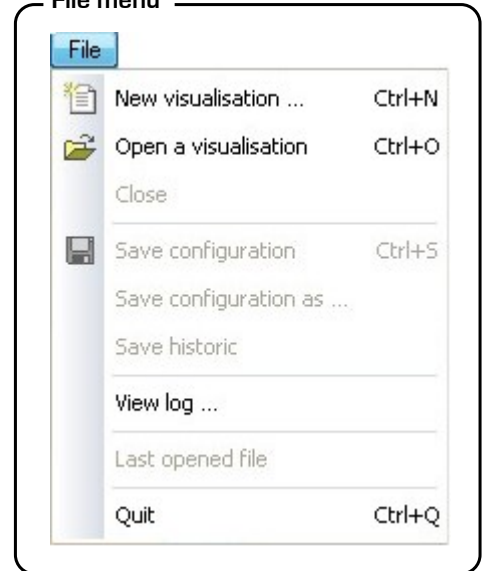 File menu
File
New visualisation ... Ctrl+N
Open a visualisation Ctrl+O
Close
Save configuration Ctrl+S
Save configuration as ...
Save historic
View log ...
Last opened file
Quit Ctrl+Q